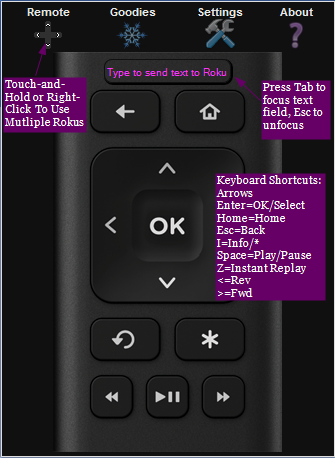 Remote Goodies Settings About
Type to send text to Roku
Touch-and-
Hold or Right-
Click To Use
Mutliple Rokus
Press Tab to
focus text
field, Esc to
unfocus
OK
Keyboard Shortcuts:
Arrows
Enter=OK/Select
Home=Home
Esc=Back
I=Info/*
Space=Play/Pause
Z=Instant Replay
<=Rev
>=Fwd